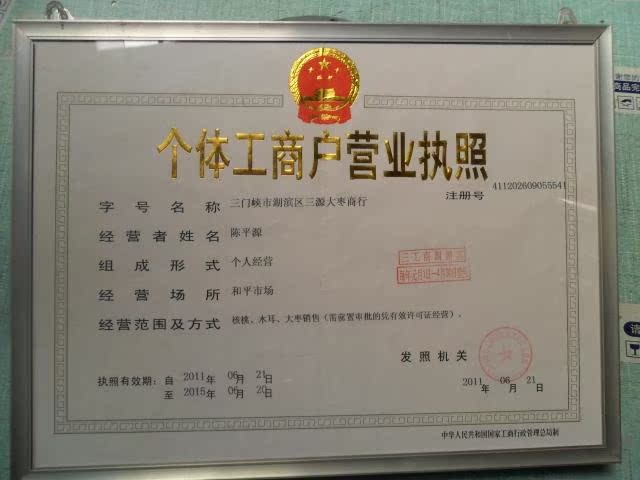 个体工商户营业执照
注册号 411202609055541
字号名称 三门峡市湖滨区三源大枣商行
经营者姓名 陈平源
组成形式 个人经营
经营场所 和平市场
经营范围及方式 核桃、木耳、大枣销售（需前置审批的凭有效许可证经营）。
发照机关
执照有效期：自 2011年 06月 21日
至 2015年 06月 20日
2011年 06月 21日
中华人民共和国国家工商行政管理总局制